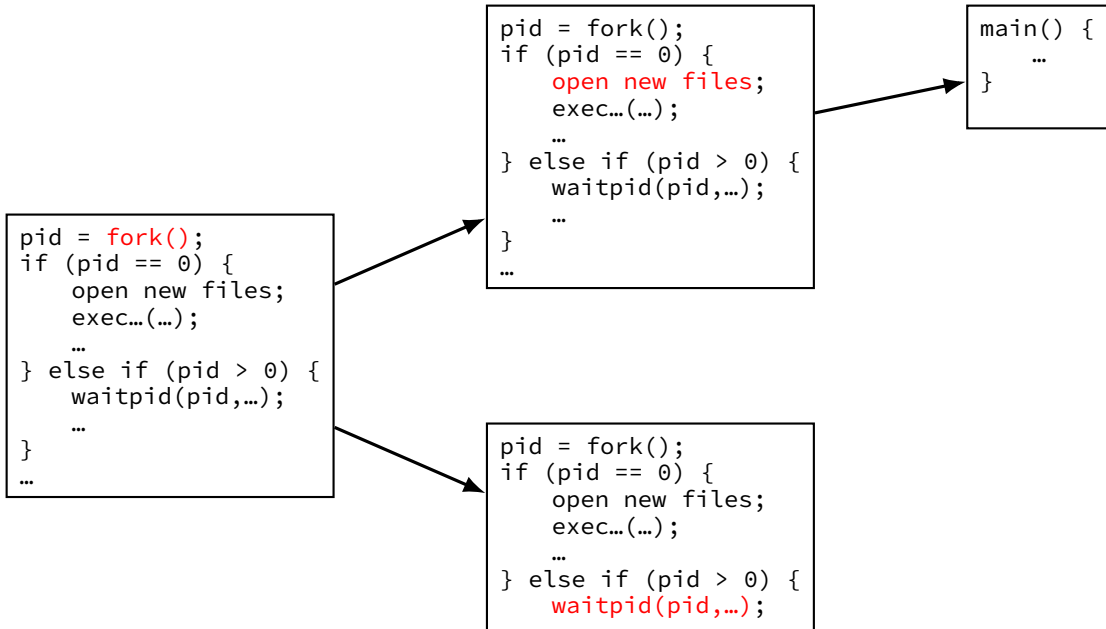 pid = fork();
if (pid == 0) {
    open new files;
    exec…(…);
    …
} else if (pid > 0) {
    waitpid(pid,…);
    …
}
…
pid = fork();
if (pid == 0) {
    open new files;
    exec…(…);
    …
} else if (pid > 0) {
    waitpid(pid,…);
    …
}
…
main() {
    …
}
pid = fork();
if (pid == 0) {
    open new files;
    exec…(…);
    …
} else if (pid > 0) {
    waitpid(pid,…);